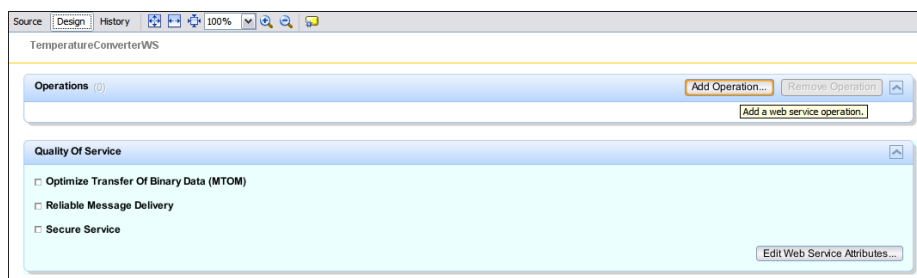 Source Design History 100%
TemperatureConverterWS
Operations (0) Add Operation... Remove Operation
Add a web service operation.
Quality Of Service
Optimize Transfer Of Binary Data (MTOM)
Reliable Message Delivery
Secure Service
Edit Web Service Attributes...